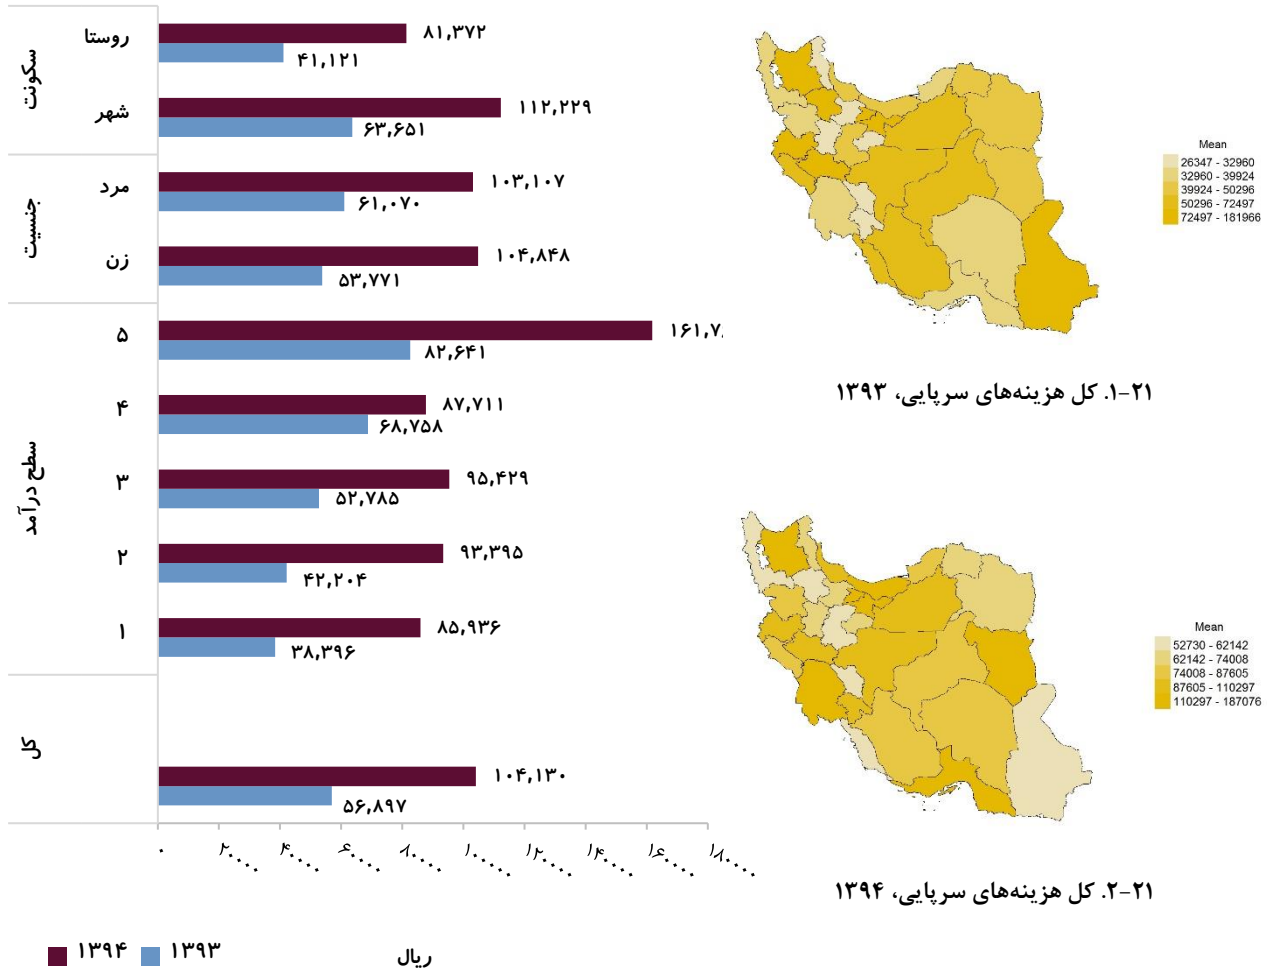 سکونت
روستا
۸۱,۳۷۲
۴۱,۱۲۱
شهر
۱۱۲,۲۲۹
۶۳,۶۵۱
جنسیت
مرد
۱۰۳,۱۰۷
۶۱,۰۷۰
زن
۱۰۴,۸۴۸
۵۳,۷۷۱
سطح درآمد
۵
۱۶۱,۷
۸۲,۶۴۱
۴
۸۷,۷۱۱
۶۸,۷۵۸
۳
۹۵,۴۲۹
۵۲,۷۸۵
۲
۹۳,۳۹۵
۴۲,۲۰۴
۱
۸۵,۹۳۶
۳۸,۳۹۶
کل
۱۰۴,۱۳۰
۵۶,۸۹۷
۰
۲۰۰۰۰
۴۰۰۰۰
۶۰۰۰۰
۸۰۰۰۰
۱۰۰۰۰۰
۱۲۰۰۰۰
۱۴۰۰۰۰
۱۶۰۰۰۰
۱۸۰۰۰۰
۱۳۹۴
۱۳۹۳
ریال
Mean
26347 - 32960
32960 - 39924
39924 - 50296
50296 - 72497
72497 - 181966
۲۱-۱. کل هزینه‌های سرپایی، ۱۳۹۳
Mean
52730 - 62142
62142 - 74008
74008 - 87605
87605 - 110297
110297 - 187076
۲۱-۲. کل هزینه‌های سرپایی، ۱۳۹۴